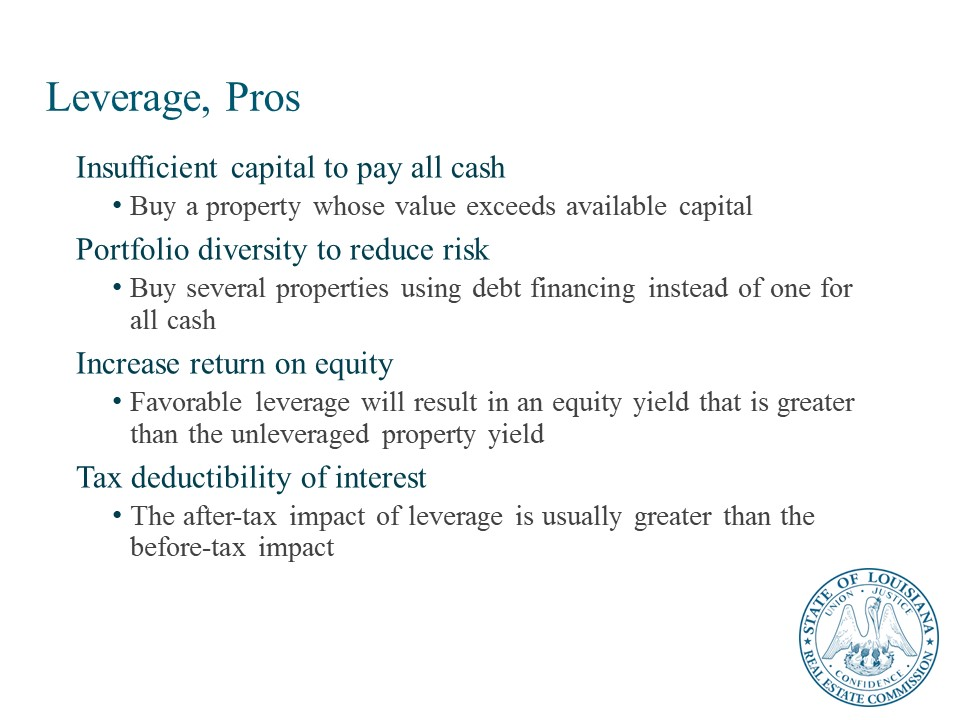 Leverage, Pros
Insufficient capital to pay all cash
• Buy a property whose value exceeds available capital
Portfolio diversity to reduce risk
• Buy several properties using debt financing instead of one for
all cash
Increase return on equity
• Favorable leverage will result in an equity yield that is greater
than the unleveraged property yield
Tax deductibility of interest
• The after-tax impact of leverage is usually greater than the
before-tax impact
STATE OF LOUISIANA
UNION · JUSTICE
· CONFIDENCE ·
REAL ESTATE COMMISSION